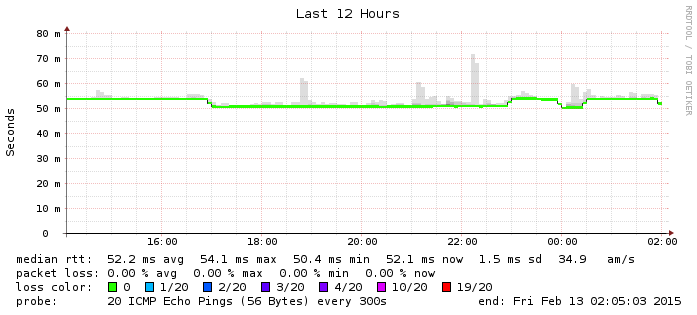 Last 12 Hours
RRDTOOL / TOBI OETIKER
Seconds
80 m
70 m
60 m
50 m
40 m
30 m
20 m
10 m
0
16:00 18:00 20:00 22:00 00:00 02:00
median rtt: 52.2 ms avg 54.1 ms max 50.4 ms min 52.1 ms now 1.5 ms sd 34.9 am/s
packet loss: 0.00 % avg 0.00 % max 0.00 % min 0.00 % now
loss color: 0 1/20 2/20 3/20 4/20 10/20 19/20
probe: 20 ICMP Echo Pings (56 Bytes) every 300s end: Fri Feb 13 02:05:03 2015